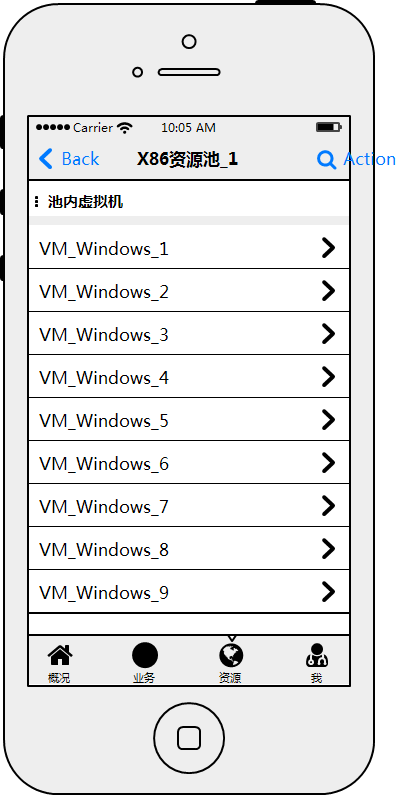 Carrier 10:05 AM
Back X86资源池_1 Action
池内虚拟机
VM_Windows_1
VM_Windows_2
VM_Windows_3
VM_Windows_4
VM_Windows_5
VM_Windows_6
VM_Windows_7
VM_Windows_8
VM_Windows_9
概况 业务 资源 我